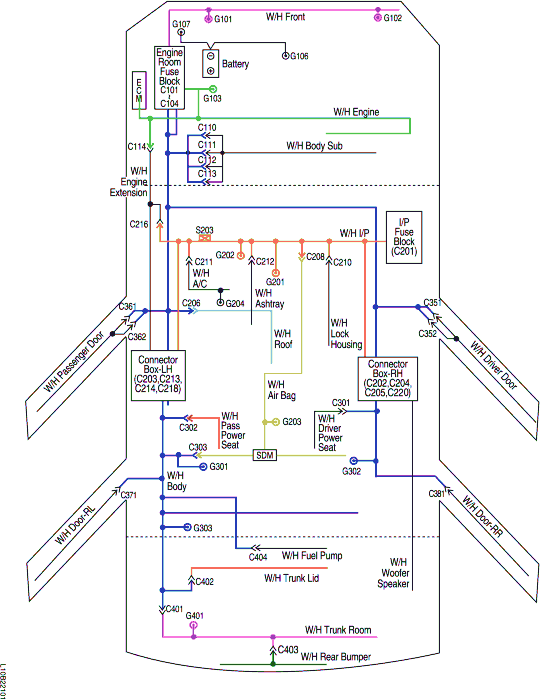 W/H Front
G101
G102
G107
G106
Engine
Room
Fuse
Block
C101
~
C104
Battery
ECM
G103
W/H Engine
C110
C111
C112
C113
C114
W/H Body Sub
W/H
Engine
Extension
C216
S203
W/H I/P
I/P
Fuse
Block
(C201)
G202
C211
C212
C208
C210
G201
W/H
A/C
G204
W/H
Ashtray
C206
W/H
Roof
W/H
Lock
Housing
C361
C362
C351
C352
W/H Passenger Door
W/H Driver Door
Connector
Box-LH
(C203,C213,
C214,C218)
Connector
Box-RH
(C202,C204,
C205,C220)
W/H
Air Bag
C301
C302
W/H
Pass
Power
Seat
G203
W/H
Driver
Power
Seat
C303
SDM
G301
G302
W/H
Body
C371
C381
W/H Door-RL
W/H Door-RR
G303
C404
W/H Fuel Pump
W/H
Woofer
Speaker
W/H Trunk Lid
C402
C401
G401
W/H Trunk Room
C403
W/H Rear Bumper
L10B22101